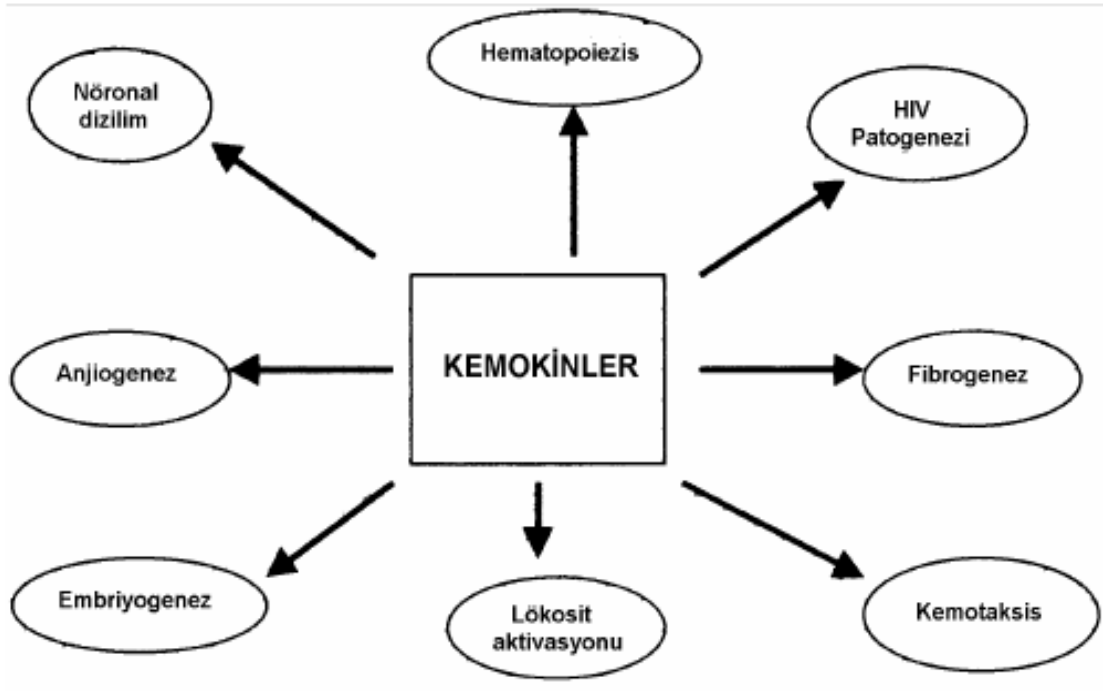 Hematopoiezis
Nöronal
dizilim
HIV
Patogenezi
KEMOKİNLER
Anjiogenez
Fibrogenez
Embriyogenez
Lökosit
aktivasyonu
Kemotaksis